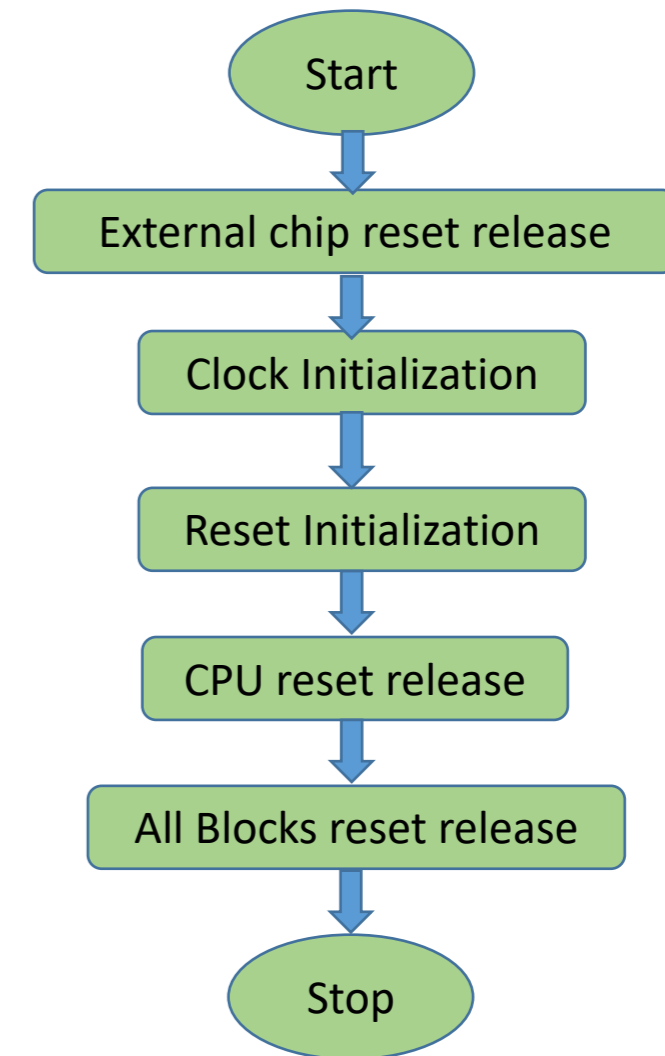 Start
External chip reset release
Clock Initialization
Reset Initialization
CPU reset release
All Blocks reset release
Stop